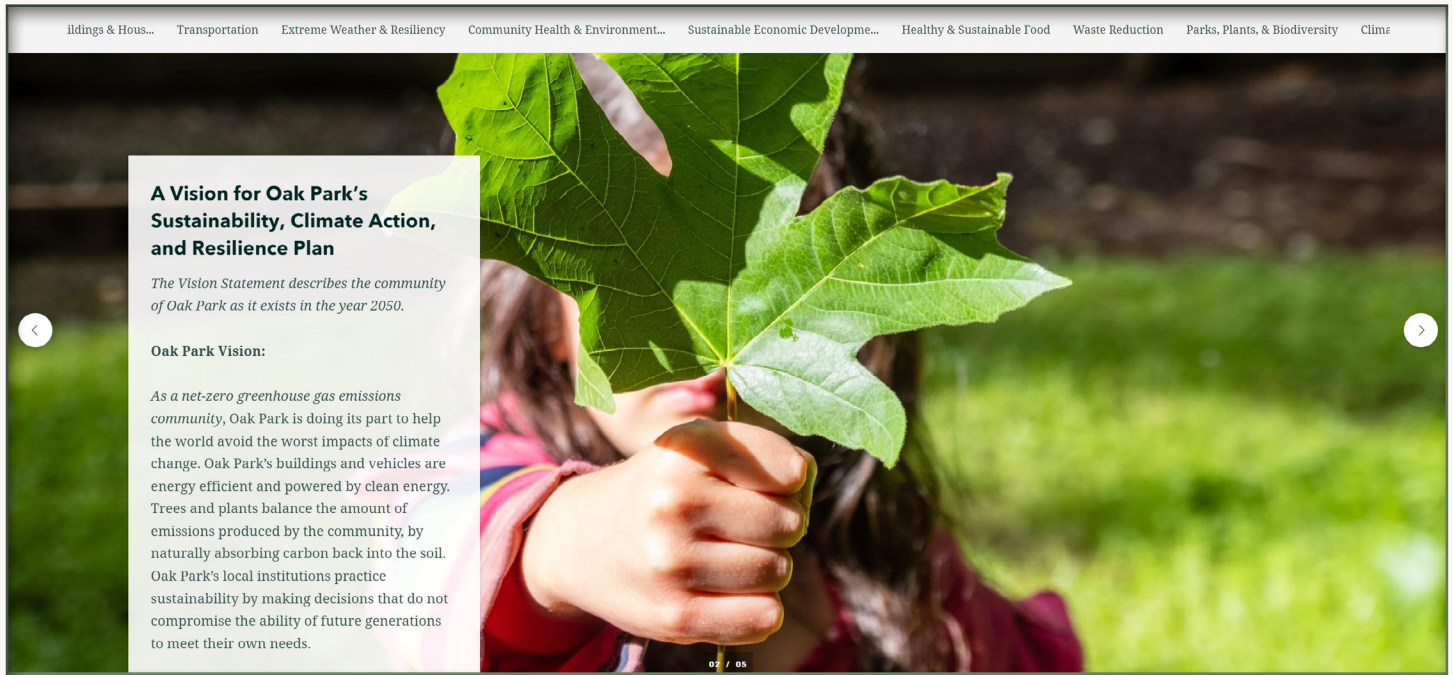 ildings & Hous... Transportation Extreme Weather & Resiliency Community Health & Environment... Sustainable Economic Developme... Healthy & Sustainable Food Waste Reduction Parks, Plants, & Biodiversity Clima
A Vision for Oak Park’s
Sustainability, Climate Action,
and Resilience Plan
The Vision Statement describes the community
of Oak Park as it exists in the year 2050.
Oak Park Vision:
As a net-zero greenhouse gas emissions
community, Oak Park is doing its part to help
the world avoid the worst impacts of climate
change. Oak Park’s buildings and vehicles are
energy efficient and powered by clean energy.
Trees and plants balance the amount of
emissions produced by the community, by
naturally absorbing carbon back into the soil.
Oak Park’s local institutions practice
sustainability by making decisions that do not
compromise the ability of future generations
to meet their own needs.
02 / 05